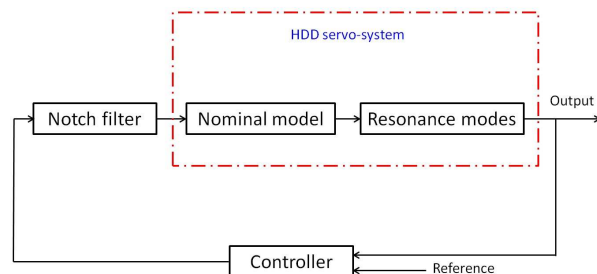 HDD servo-system
Output
Notch filter
Nominal model
Resonance modes
Controller
Reference